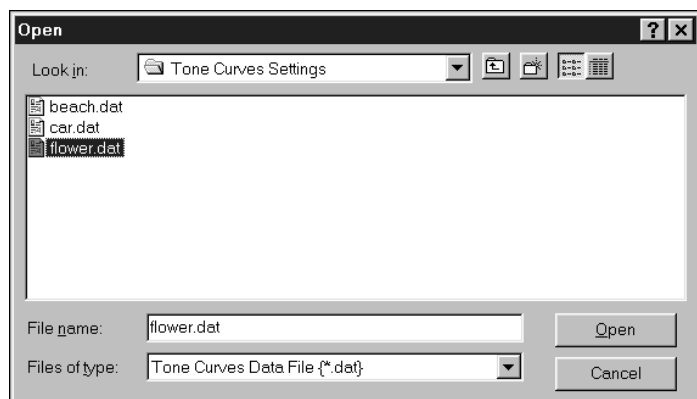 Open
Look in: Tone Curves Settings
beach.dat
car.dat
flower.dat
File name: flower.dat Open
Files of type: Tone Curves Data File {*.dat} Cancel